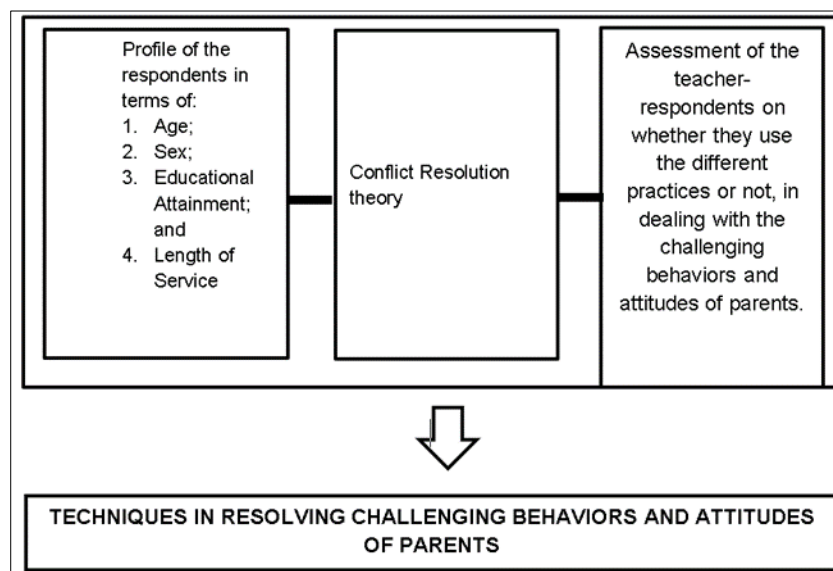 Profile of the
respondents in
terms of:
1. Age;
2. Sex;
3. Educational
Attainment;
and
4. Length of
Service
Conflict Resolution
theory
Assessment of the
teacher-
respondents on
whether they use
the different
practices or not, in
dealing with the
challenging
behaviors and
attitudes of parents.
TECHNIQUES IN RESOLVING CHALLENGING BEHAVIORS AND ATTITUDES
OF PARENTS